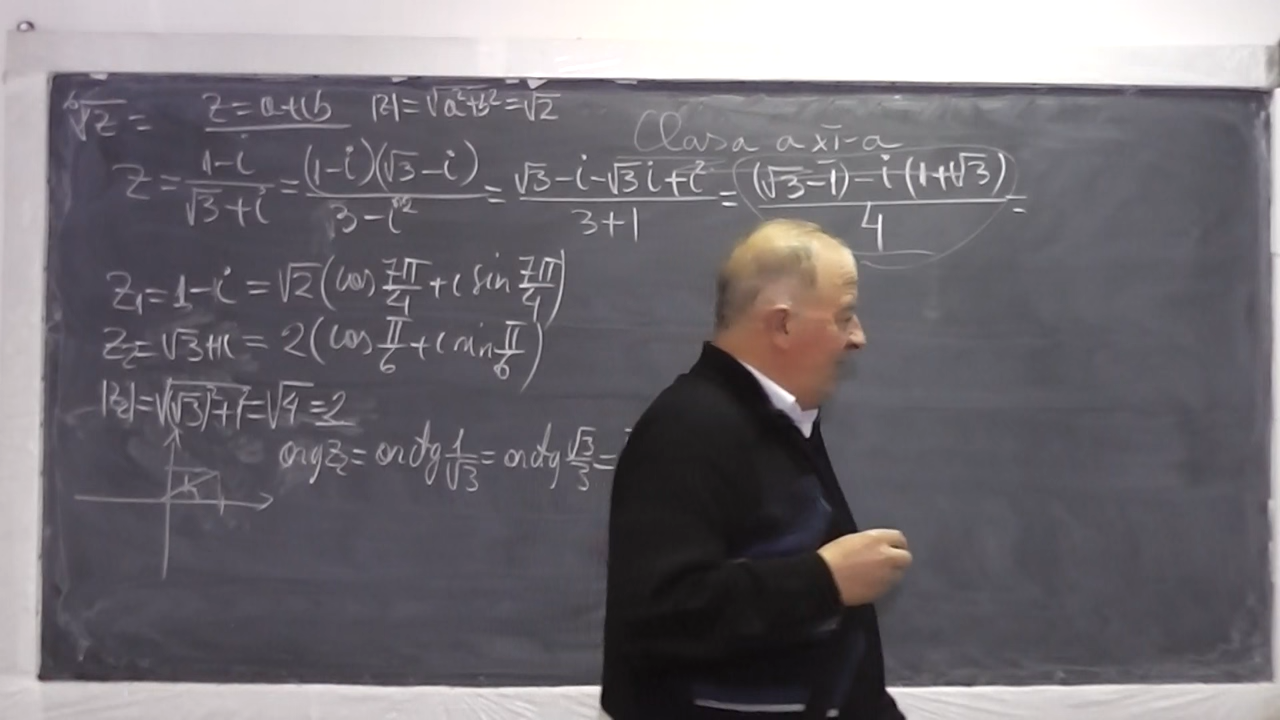 ⁶√z = z = a+ib |z| = √(a²+b²) = √2
Clasa a XI-a
z = (1-i)/(√3+i) = ((1-i)(√3-i))/(3-i²) = (√3-i-√3i+i²)/(3+1) = ((√3-1)-i(1+√3))/4 =
z₁ = 1-i = √2(cos 7π/4 + i sin 7π/4)
z₂ = √3+i = 2(cos π/6 + i sin π/6)
|z₂| = √((√3)²+1²) = √4 = 2
arg z₂ = arctg 1/√3 = arctg √3/3 =